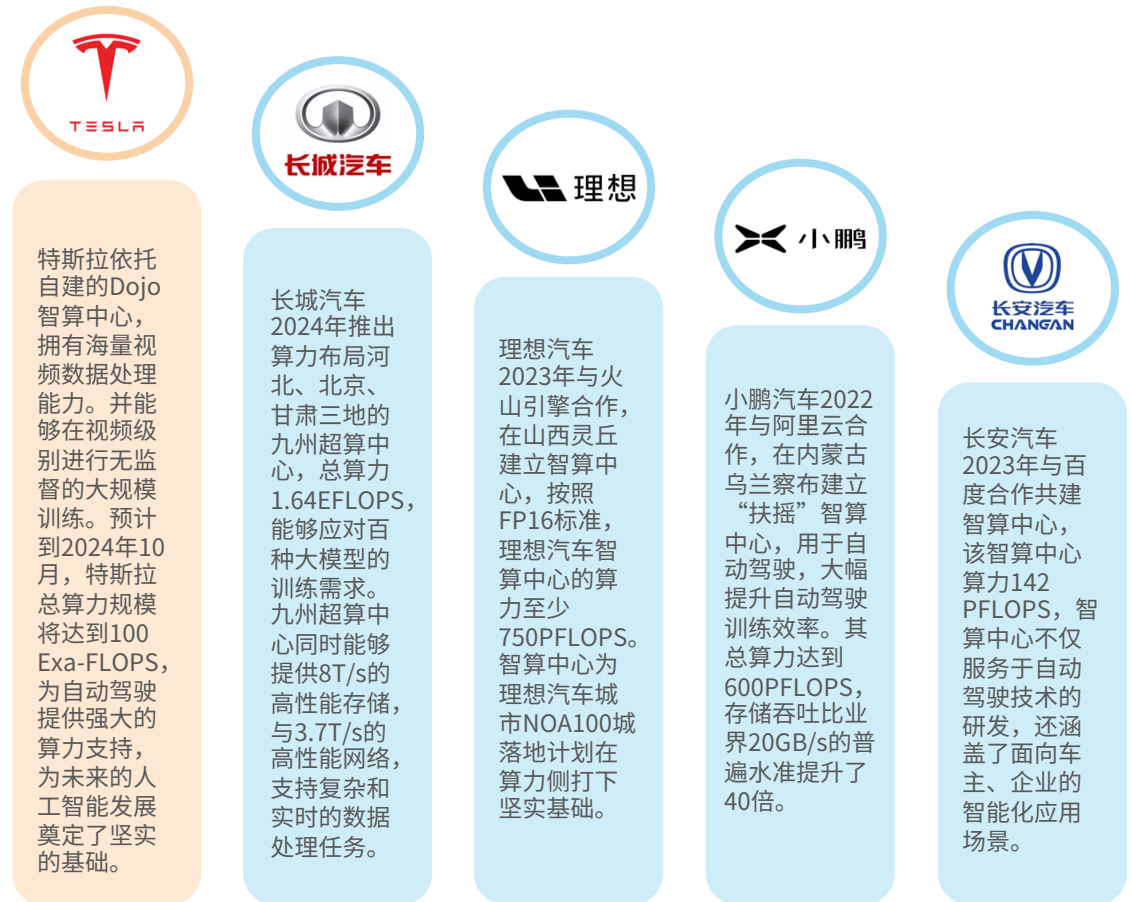 TESLA
特斯拉依托
自建的Dojo
智算中心，
拥有海量视
频数据处理
能力。并能
够在视频级
别进行无监
督的大规模
训练。预计
到2024年10
月，特斯拉
总算力规模
将达到100
Exa-FLOPS，
为自动驾驶
提供强大的
算力支持，
为未来的人
工智能发展
奠定了坚实
的基础。
长城汽车
长城汽车
2024年推出
算力布局河
北、北京、
甘肃三地的
九州超算中
心，总算力
1.64EFLOPS，
能够应对百
种大模型的
训练需求。
九州超算中
心同时能够
提供8T/s的
高性能存储，
与3.7T/s的
高性能网络，
支持复杂和
实时的数据
处理任务。
理想
理想汽车
2023年与火
山引擎合作，
在山西灵丘
建立智算中
心，按照
FP16标准，
理想汽车智
算中心的算
力至少
750PFLOPS。
智算中心为
理想汽车城
市NOA100城
落地计划在
算力侧打下
坚实基础。
小鹏
小鹏汽车2022
年与阿里云合
作，在内蒙古
乌兰察布建立
“扶摇”智算
中心，用于自
动驾驶，大幅
提升自动驾驶
训练效率。其
总算力达到
600PFLOPS，
存储吞吐比业
界20GB/s的普
遍水准提升了
40倍。
长安汽车
CHANGAN
长安汽车
2023年与百
度合作共建
智算中心，
该智算中心
算力142
PFLOPS，智
算中心不仅
服务于自动
驾驶技术的
研发，还涵
盖了面向车
主、企业的
智能化应用
场景。